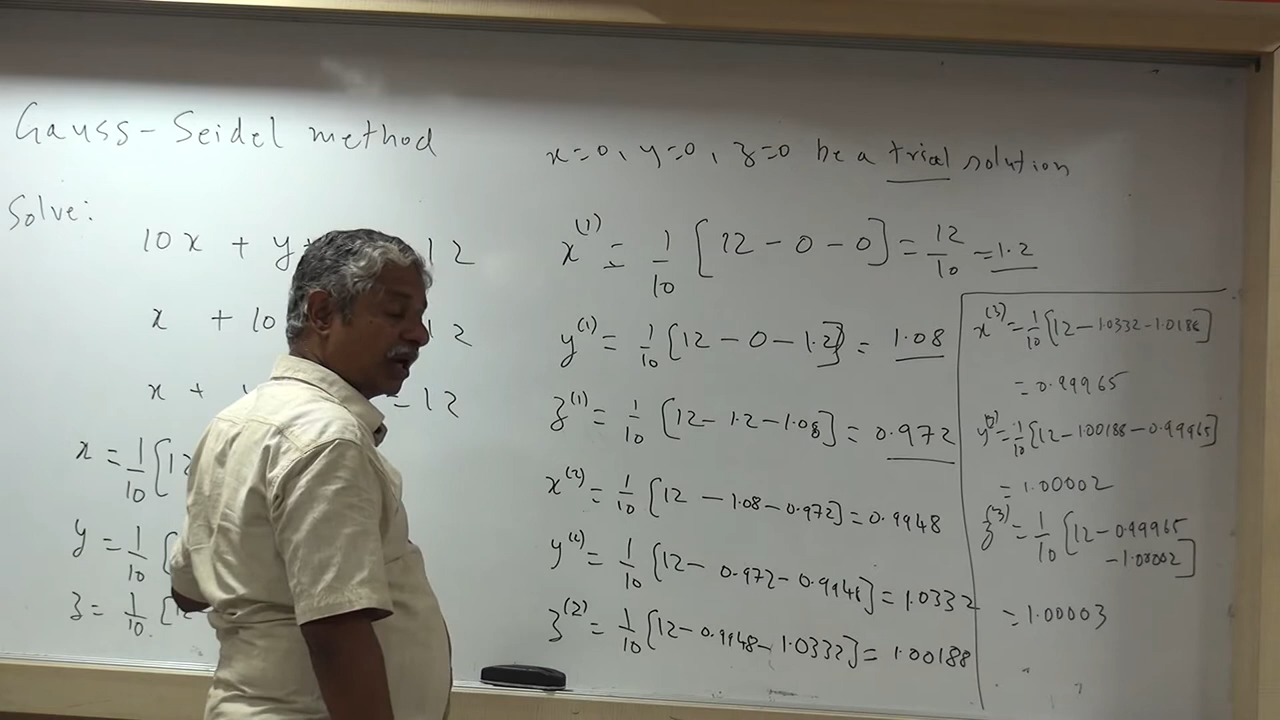 Gauss-Seidel method
Solve:
10x + y+ 12
x + 10 12
x + =12
x = 1/10 [12
y = 1/10 [
z = 1/10. [12
x=0, y=0, z=0 be a trial solution
x^(1) = 1/10 [12 - 0 - 0] = 12/10 = 1.2
y^(1) = 1/10 [12 - 0 - 1.2] = 1.08
z^(1) = 1/10 [12 - 1.2 - 1.08] = 0.972
x^(2) = 1/10 [12 - 1.08 - 0.972] = 0.9948
y^(2) = 1/10 [12 - 0.972 - 0.9948] = 1.0332
z^(2) = 1/10 [12 - 0.9948 - 1.0332] = 1.00188
x^(3) = 1/10 [12 - 1.0332 - 1.0188]
= 0.99965
y^(3) = 1/10 [12 - 1.00188 - 0.99965]
= 1.00002
z^(3) = 1/10 [12 - 0.99965
- 1.00002]
= 1.00003